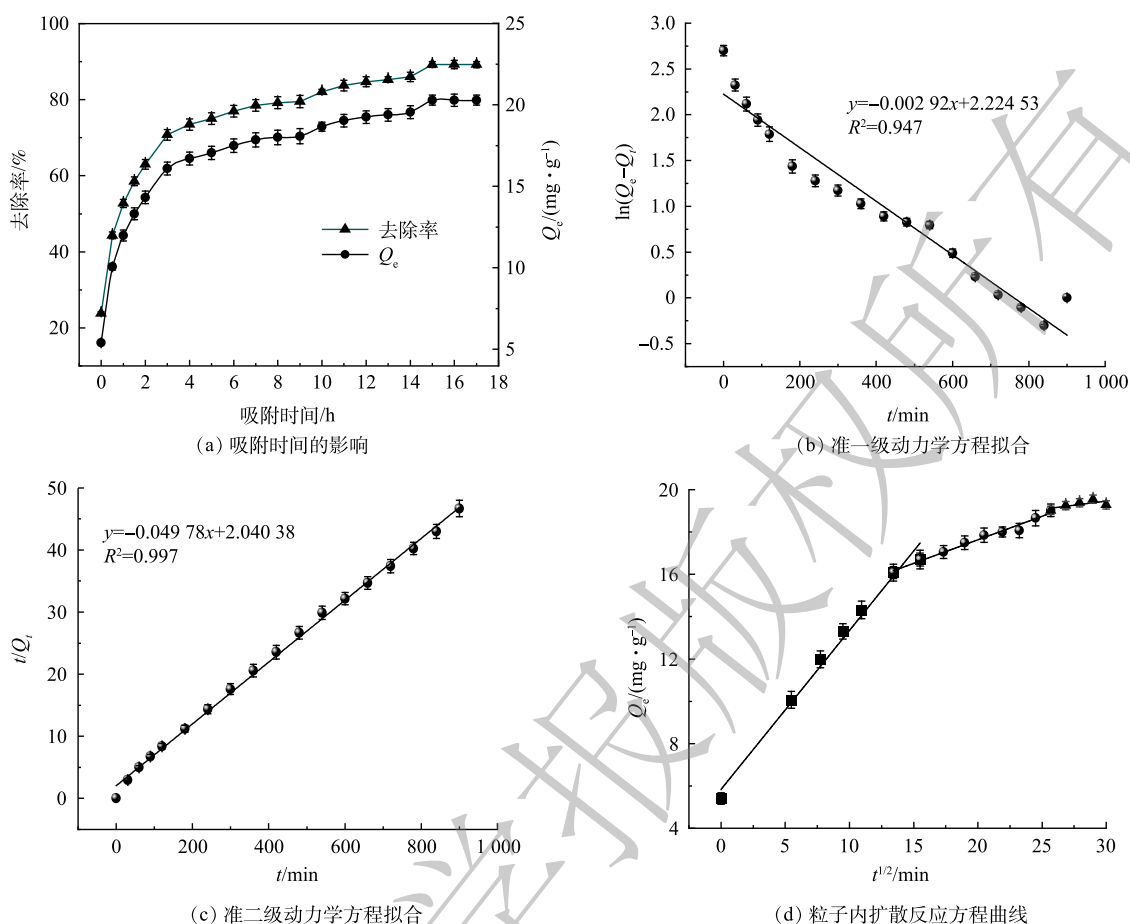 100
80
60
40
20
去除率/%
25
20
15
10
5
Qe/(mg·g⁻¹)
去除率
Qe
0 2 4 6 8 10 12 14 16 18
吸附时间/h
(a) 吸附时间的影响
3.0
2.5
2.0
1.5
1.0
0.5
0
−0.5
ln(Qe−Qt)
y=−0.002 92x+2.224 53
R²=0.947
0 200 400 600 800 1 000
t/min
(b) 准一级动力学方程拟合
50
40
30
20
10
0
t/Qt
y=−0.049 78x+2.040 38
R²=0.997
0 200 400 600 800 1 000
t/min
(c) 准二级动力学方程拟合
20
16
12
8
4
Qe/(mg·g⁻¹)
0 5 10 15 20 25 30
t¹/²/min
(d) 粒子内扩散反应方程曲线
学报版权所有